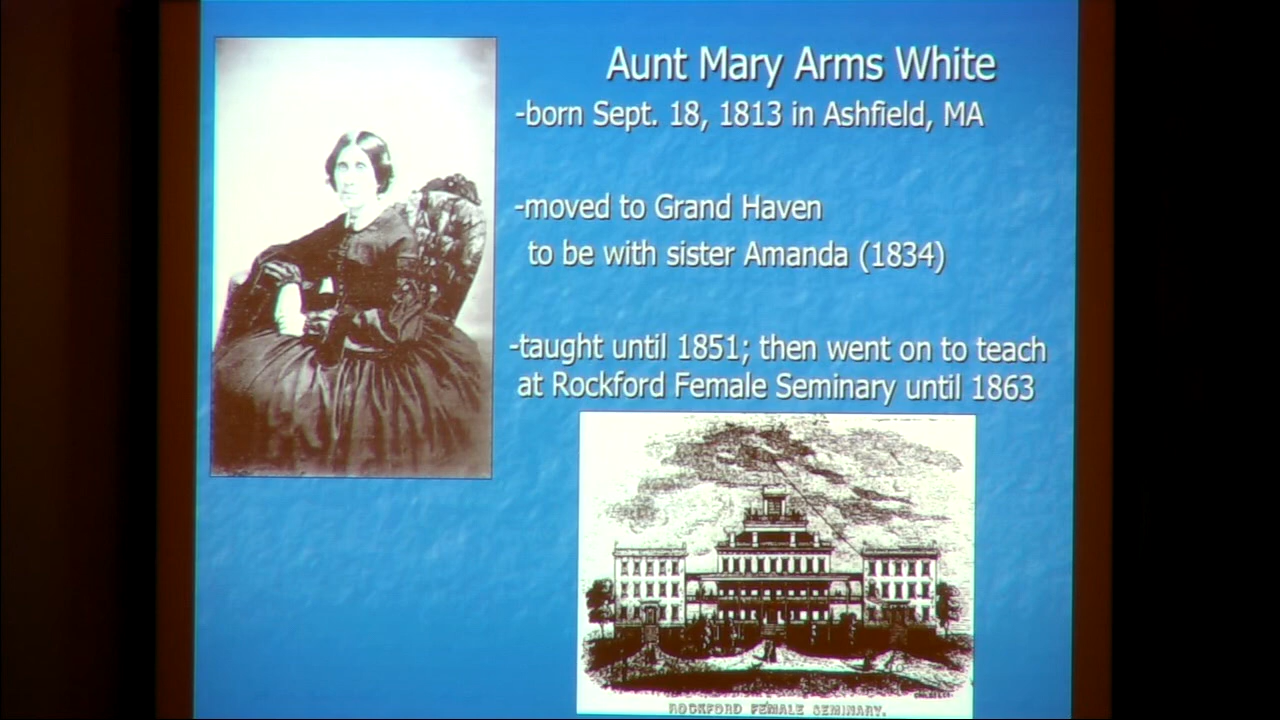 Aunt Mary Arms White
-born Sept. 18, 1813 in Ashfield, MA
-moved to Grand Haven
to be with sister Amanda (1834)
-taught until 1851; then went on to teach
at Rockford Female Seminary until 1863
ROCKFORD FEMALE SEMINARY.